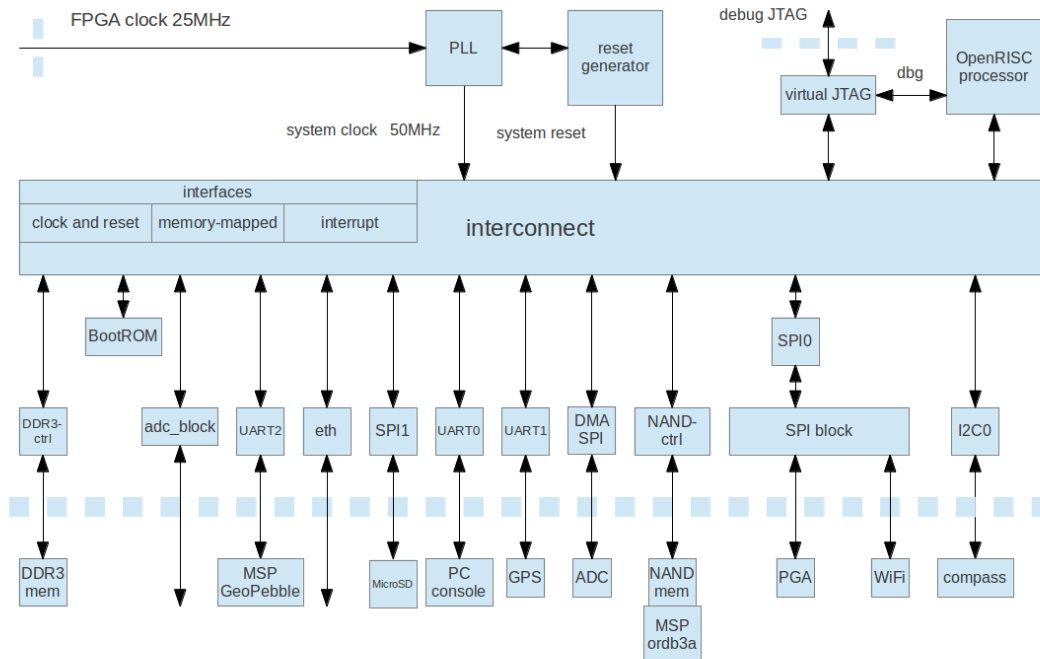 FPGA clock 25MHz
debug JTAG
PLL
reset
generator
OpenRISC
processor
dbg
virtual JTAG
system clock 50MHz
system reset
interfaces
clock and reset
memory-mapped
interrupt
interconnect
BootROM
SPI0
DDR3-
ctrl
adc_block
UART2
eth
SPI1
UART0
UART1
DMA
SPI
NAND-
ctrl
SPI block
I2C0
DDR3
mem
MSP
GeoPebble
MicroSD
PC
console
GPS
ADC
NAND
mem
MSP
ordb3a
PGA
WiFi
compass